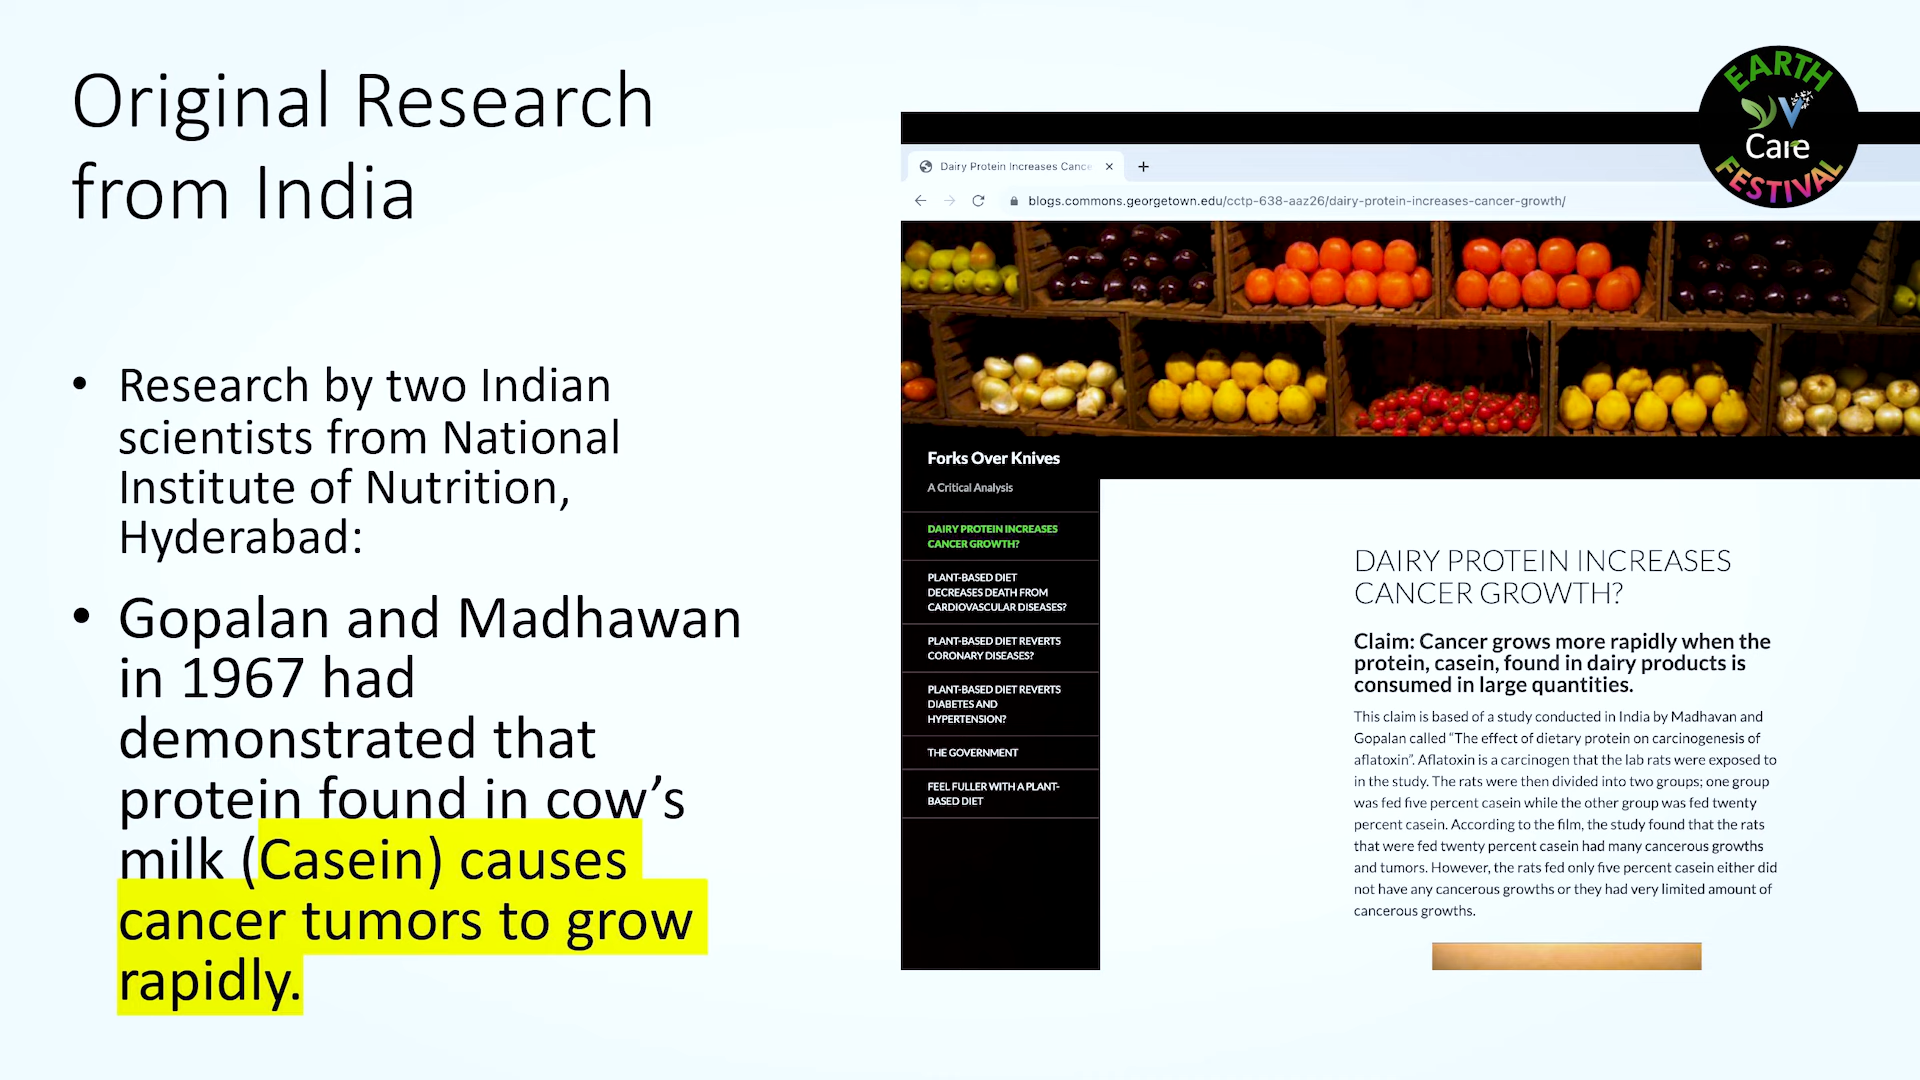 Original Research
from India
• Research by two Indian
scientists from National
Institute of Nutrition,
Hyderabad:
• Gopalan and Madhawan
in 1967 had
demonstrated that
protein found in cow's
milk (Casein) causes
cancer tumors to grow
rapidly.
EARTH
V
Care
FESTIVAL
Dairy Protein Increases Cance
blogs.commons.georgetown.edu/cctp-638-aaz26/dairy-protein-increases-cancer-growth/
Forks Over Knives
A Critical Analysis
DAIRY PROTEIN INCREASES
CANCER GROWTH?
PLANT-BASED DIET
DECREASES DEATH FROM
CARDIOVASCULAR DISEASES?
PLANT-BASED DIET REVERTS
CORONARY DISEASES?
PLANT-BASED DIET REVERTS
DIABETES AND
HYPERTENSION?
THE GOVERNMENT
FEEL FULLER WITH A PLANT-
BASED DIET
DAIRY PROTEIN INCREASES
CANCER GROWTH?
Claim: Cancer grows more rapidly when the
protein, casein, found in dairy products is
consumed in large quantities.
This claim is based of a study conducted in India by Madhavan and
Gopalan called "The effect of dietary protein on carcinogenesis of
aflatoxin". Aflatoxin is a carcinogen that the lab rats were exposed to
in the study. The rats were then divided into two groups; one group
was fed five percent casein while the other group was fed twenty
percent casein. According to the film, the study found that the rats
that were fed twenty percent casein had many cancerous growths
and tumors. However, the rats fed only five percent casein either did
not have any cancerous growths or they had very limited amount of
cancerous growths.